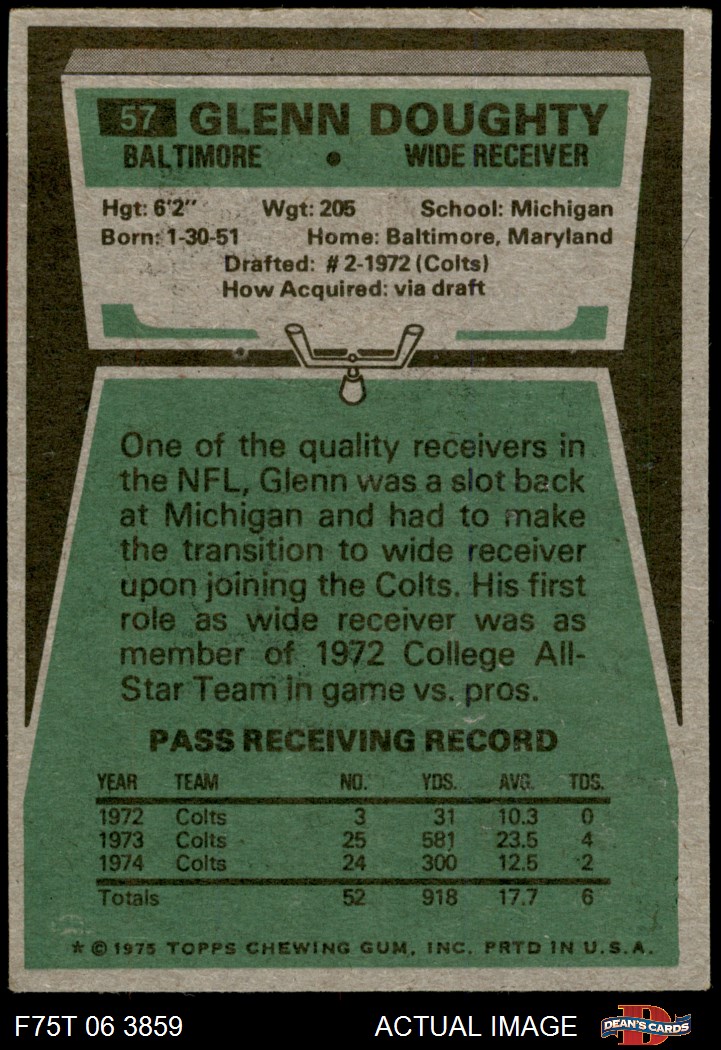 57 GLENN DOUGHTY
BALTIMORE • WIDE RECEIVER
Hgt: 6'2" Wgt: 205 School: Michigan
Born: 1-30-51 Home: Baltimore, Maryland
Drafted: #2-1972 (Colts)
How Acquired: via draft
One of the quality receivers in
the NFL, Glenn was a slot back
at Michigan and had to make
the transition to wide receiver
upon joining the Colts. His first
role as wide receiver was as
member of 1972 College All-
Star Team in game vs. pros.
PASS RECEIVING RECORD
YEAR TEAM NO. YDS. AVG. TDS.
1972 Colts 3 31 10.3 0
1973 Colts 25 581 23.5 4
1974 Colts 24 300 12.5 2
Totals 52 918 17.7 6
* © 1975 TOPPS CHEWING GUM, INC. PRTD IN U.S.A.
F75T 06 3859 ACTUAL IMAGE D DEAN'S CARDS